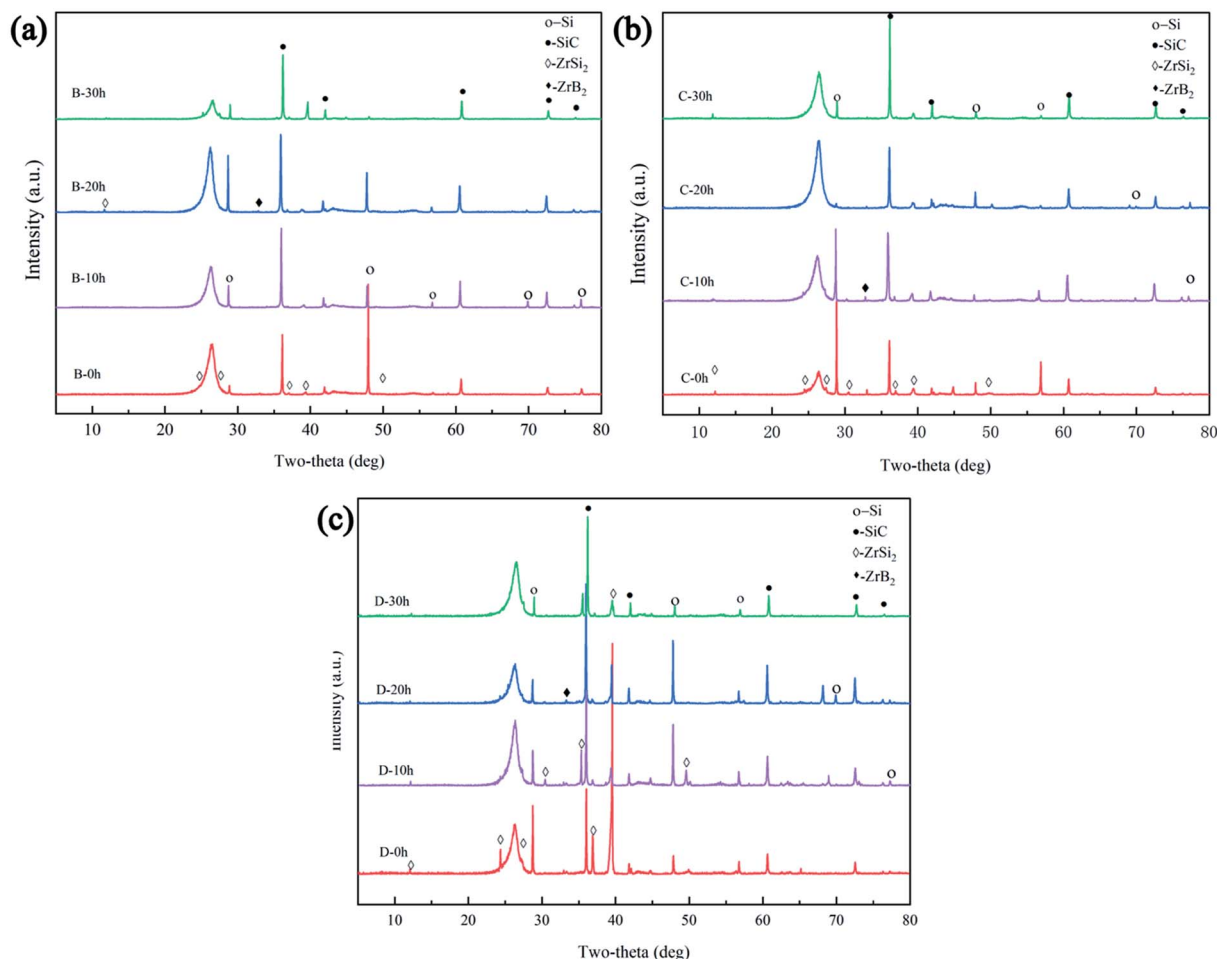 (a)
o–Si
●-SiC
◊-ZrSi₂
♦-ZrB₂
B-30h
B-20h
B-10h
B-0h
Intensity (a.u.)
10 20 30 40 50 60 70 80
Two-theta (deg)
(b)
o–Si
●-SiC
◊-ZrSi₂
♦-ZrB₂
C-30h
C-20h
C-10h
C-0h
Intensity (a.u.)
10 20 30 40 50 60 70 80
Two-theta (deg)
(c)
o–Si
●-SiC
◊-ZrSi₂
♦-ZrB₂
D-30h
D-20h
D-10h
D-0h
Intensity (a.u.)
10 20 30 40 50 60 70 80
Two-theta (deg)